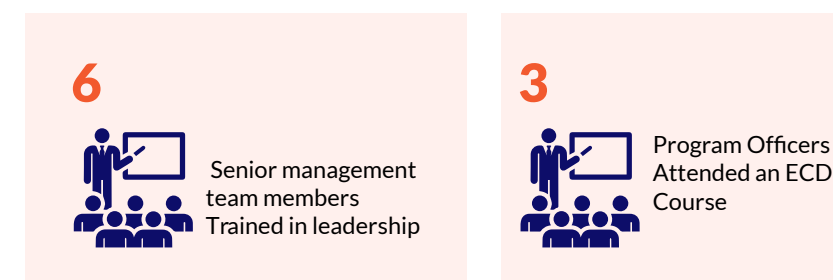 6
Senior management
team members
Trained in leadership
3
Program Officers
Attended an ECD
Course